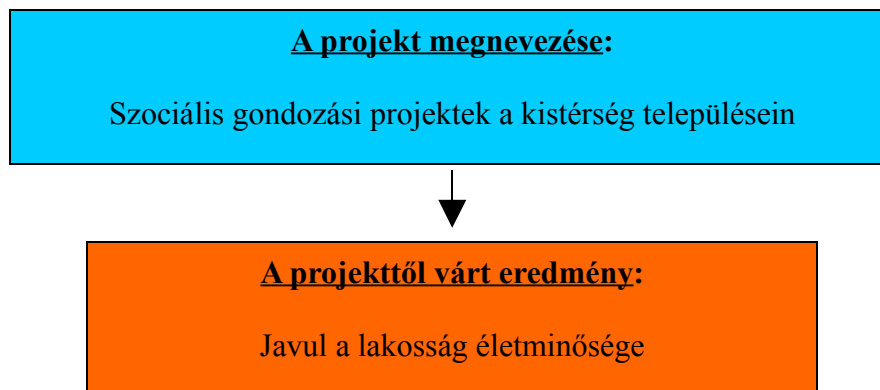 A projekt megnevezése:
Szociális gondozási projektek a kistérség településein
A projekttől várt eredmény:
Javul a lakosság életminősége